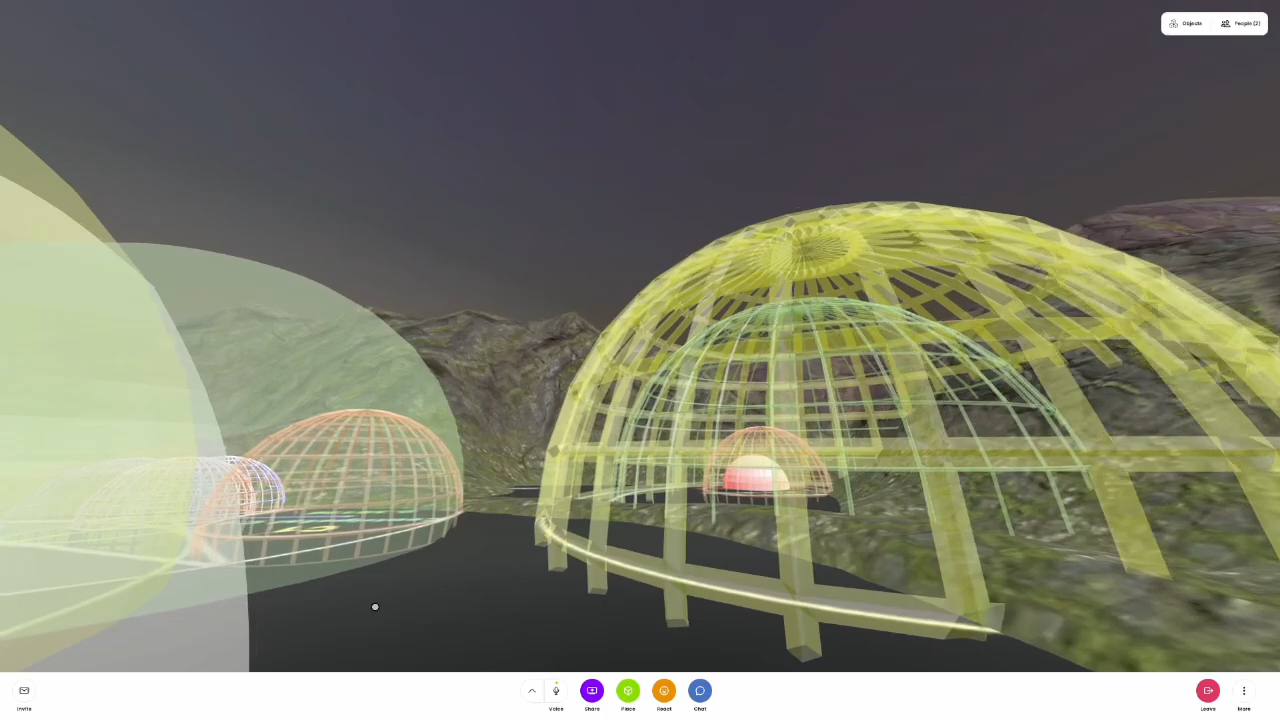 Objects
People (2)
Invite
Voice
Share
Place
React
Chat
Leave
More